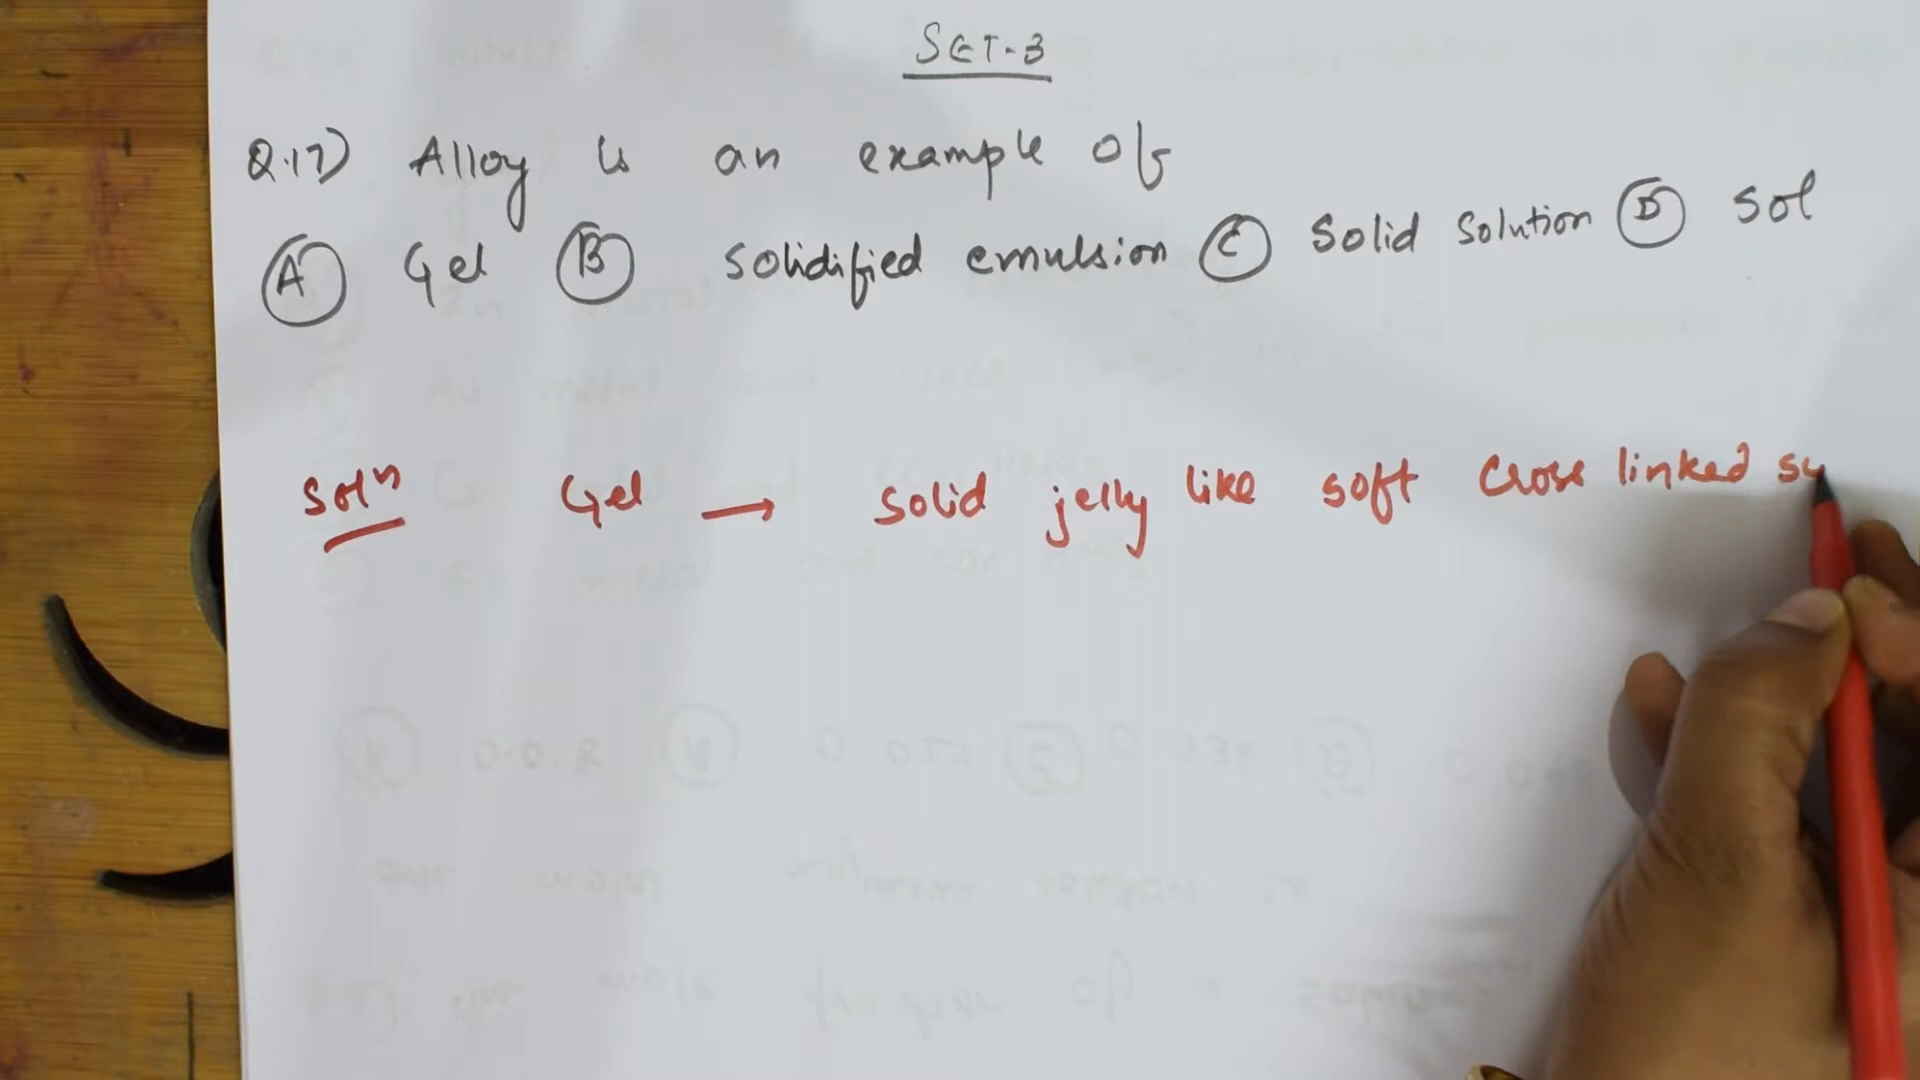 SET-3
Q.17) Alloy is an example of
(A) Gel (B) solidified emulsion (C) Solid Solution (D) Sol
Solⁿ Gel → Solid jelly like soft cross linked